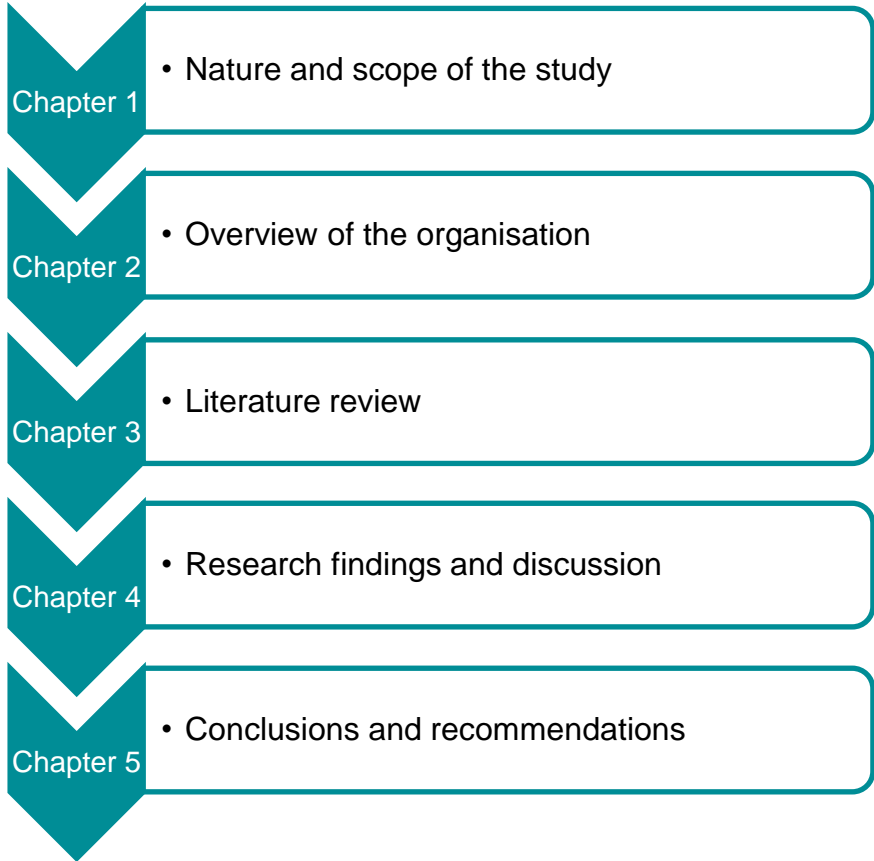 Chapter 1
• Nature and scope of the study
Chapter 2
• Overview of the organisation
Chapter 3
• Literature review
Chapter 4
• Research findings and discussion
Chapter 5
• Conclusions and recommendations